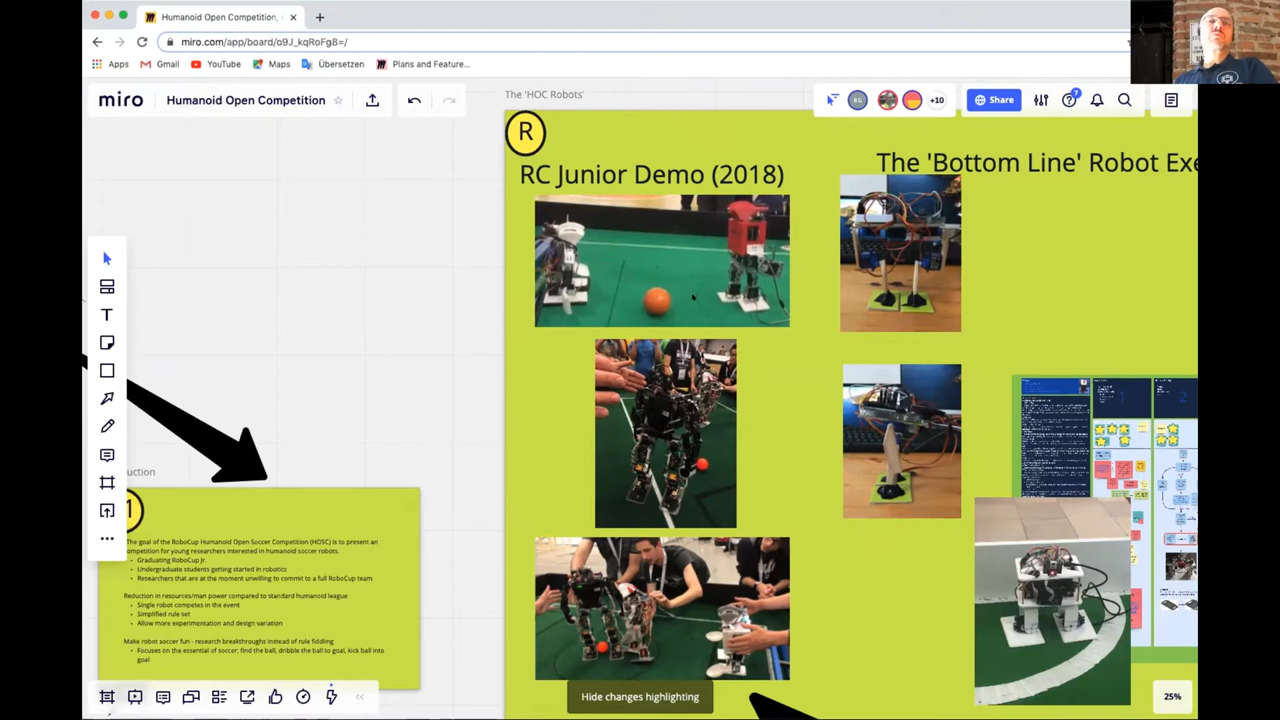 Humanoid Open Competition,
miro.com/app/board/o9J_kqRoFg8=/
Apps
Gmail
YouTube
Maps
Übersetzen
Plans and Feature...
miro
Humanoid Open Competition
The 'HOC Robots'
RG
+10
Share
7
R
RC Junior Demo (2018)
The 'Bottom Line' Robot Exe
1
2
uction
1
The goal of the RoboCup Humanoid Open Soccer Competition (HOSC) is to present an
ompetition for young researchers interested in humanoid soccer robots.
• Graduating RoboCup Jr.
• Undergraduate students getting started in robotics
• Researchers that are at the moment unwilling to commit to a full RoboCup team
Reduction in resources/man power compared to standard humanoid league
• Single robot competes in the event
• Simplified rule set
• Allow more experimentation and design variation
Make robot soccer fun - research breakthroughs instead of rule fiddling
• Focuses on the essential of soccer: find the ball, dribble the ball to goal, kick ball into
goal
Hide changes highlighting
25%